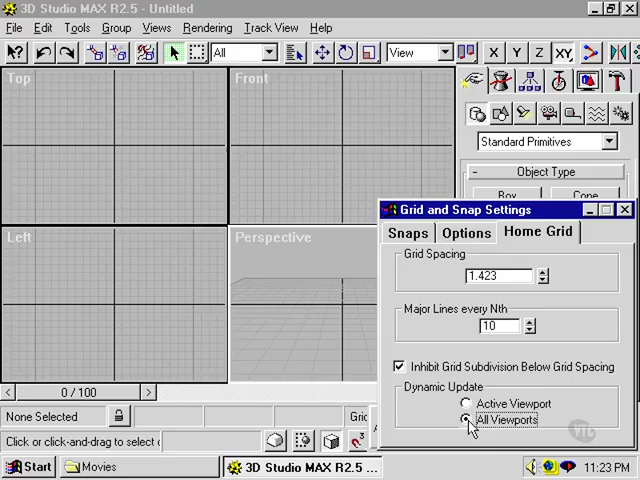 3D Studio MAX R2.5 - Untitled
File Edit Tools Group Views Rendering Track View Help
All View X Y Z XY
Top Front
Standard Primitives
- Object Type
Box Cone
Grid and Snap Settings
Snaps Options Home Grid
Left Perspective
Grid Spacing
1.423
Major Lines every Nth
10
Inhibit Grid Subdivision Below Grid Spacing
Dynamic Update
Active Viewport
All Viewports
< 0 / 100 >
None Selected Gric
Click or click-and-drag to select
VTC
Start Movies 3D Studio MAX R2.5 ... 11:23 PM